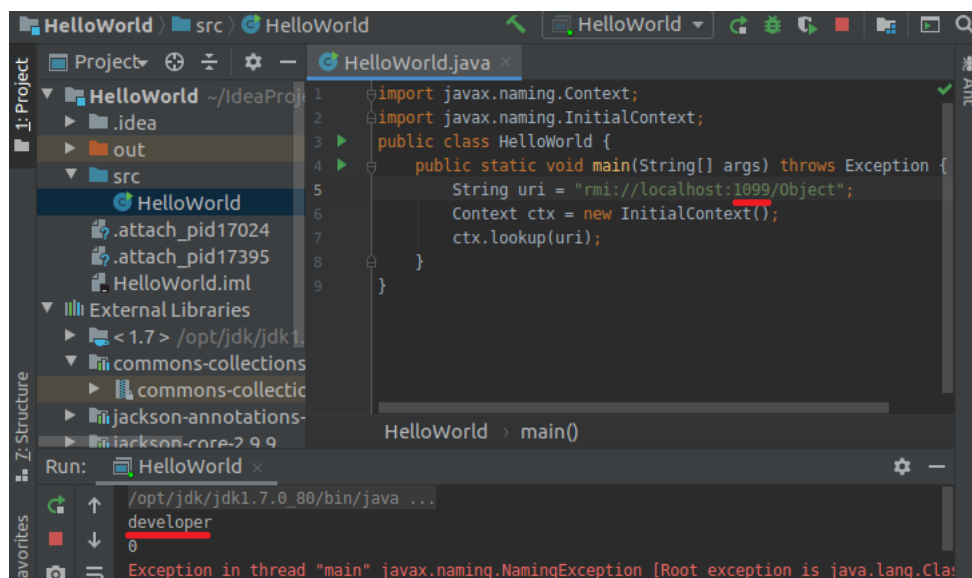 HelloWorld src HelloWorld HelloWorld
1: Project
Project
HelloWorld ~/IdeaProj
.idea
out
src
HelloWorld
.attach_pid17024
.attach_pid17395
HelloWorld.iml
External Libraries
< 1.7 > /opt/jdk/jdk1.
commons-collections
commons-collectio
jackson-annotations-
jackson-core-2.9.9
HelloWorld.java
1 import javax.naming.Context;
2 import javax.naming.InitialContext;
3 public class HelloWorld {
4 public static void main(String[] args) throws Exception {
5 String uri = "rmi://localhost:1099/Object";
6 Context ctx = new InitialContext();
7 ctx.lookup(uri);
8 }
9 }
HelloWorld › main()
Ant
7: Structure
avorites
Run: HelloWorld
/opt/jdk/jdk1.7.0_80/bin/java ...
developer
0
Exception in thread "main" javax.naming.NamingException [Root exception is java.lang.Clas